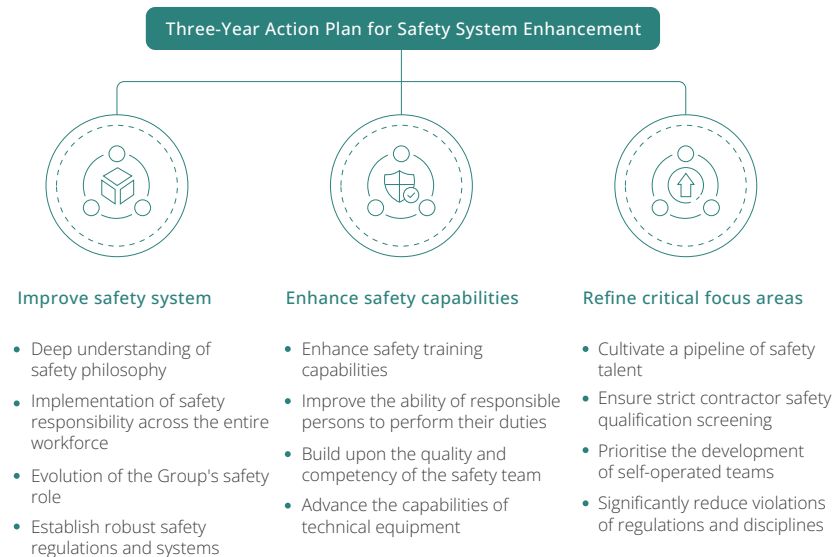 Three-Year Action Plan for Safety System Enhancement
Improve safety system
• Deep understanding of
safety philosophy
• Implementation of safety
responsibility across the entire
workforce
• Evolution of the Group's safety
role
• Establish robust safety
regulations and systems
Enhance safety capabilities
• Enhance safety training
capabilities
• Improve the ability of responsible
persons to perform their duties
• Build upon the quality and
competency of the safety team
• Advance the capabilities of
technical equipment
Refine critical focus areas
• Cultivate a pipeline of safety
talent
• Ensure strict contractor safety
qualification screening
• Prioritise the development
of self-operated teams
• Significantly reduce violations
of regulations and disciplines